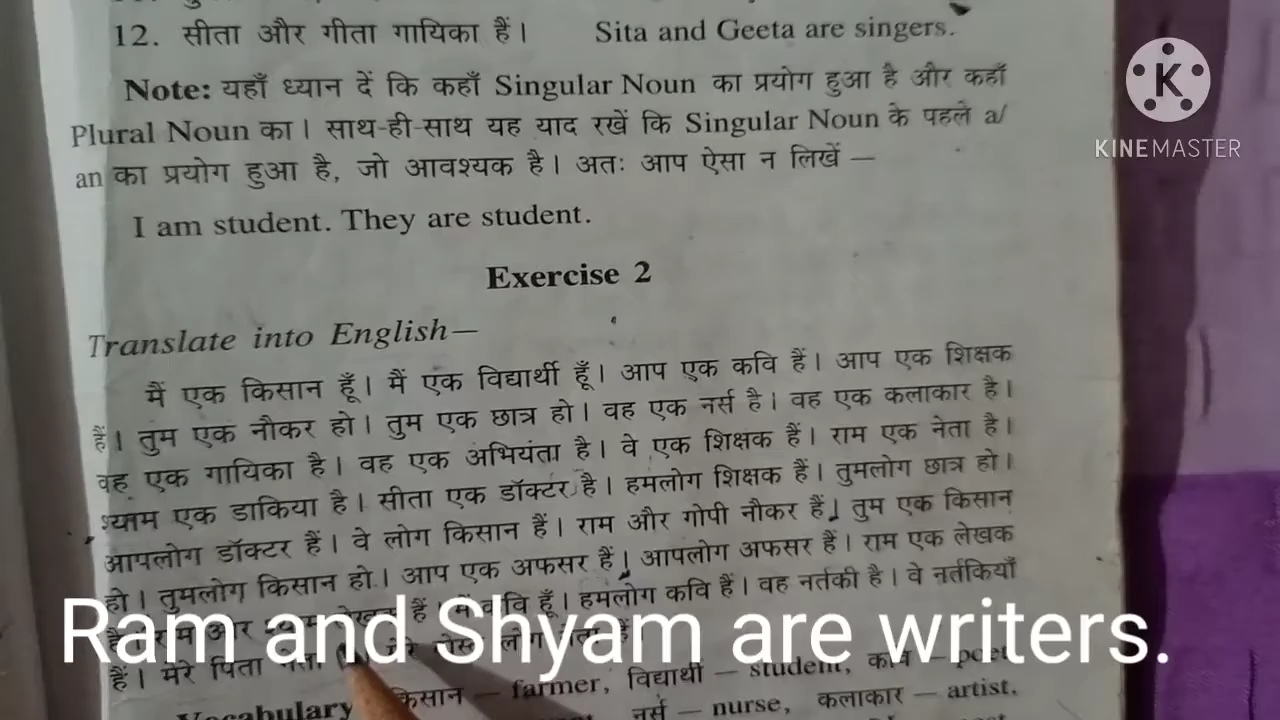 12. सीता और गीता गायिका हैं। Sita and Geeta are singers.
Note: यहाँ ध्यान दें कि कहाँ Singular Noun का प्रयोग हुआ है और कहाँ
Plural Noun का। साथ-ही-साथ यह याद रखें कि Singular Noun के पहले a/
an का प्रयोग हुआ है, जो आवश्यक है। अतः आप ऐसा न लिखें —
I am student. They are student.
Exercise 2
Translate into English—
मैं एक किसान हूँ। मैं एक विद्यार्थी हूँ। आप एक कवि हैं। आप एक शिक्षक
हैं। तुम एक नौकर हो। तुम एक छात्र हो। वह एक नर्स है। वह एक कलाकार है।
वह एक गायिका है। वह एक अभियंता है। वे एक शिक्षक हैं। राम एक नेता है।
श्याम एक डाकिया है। सीता एक डॉक्टर है। हमलोग शिक्षक हैं। तुमलोग छात्र हो।
आपलोग डॉक्टर हैं। वे लोग किसान हैं। राम और गोपी नौकर हैं। तुम एक किसान
हो। तुमलोग किसान हो। आप एक अफसर हैं। आपलोग अफसर हैं। राम एक लेखक
राम और हैं। कवि हूँ। हमलोग कवि हैं। वह नर्तकी है। वे नर्तकियाँ
हैं। मेरे पिता लोग
Ram and Shyam are writers.
Vocabulary किसान — farmer, विद्यार्थी — student, कवि — poet
नर्स — nurse, कलाकार — artist,
K
KINEMASTER